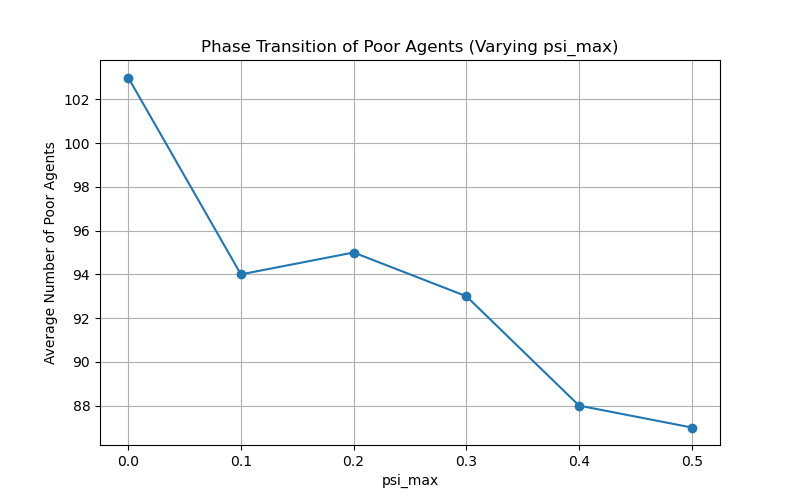 Phase Transition of Poor Agents (Varying psi_max)
Average Number of Poor Agents
102
100
98
96
94
92
90
88
0.0 0.1 0.2 0.3 0.4 0.5
psi_max